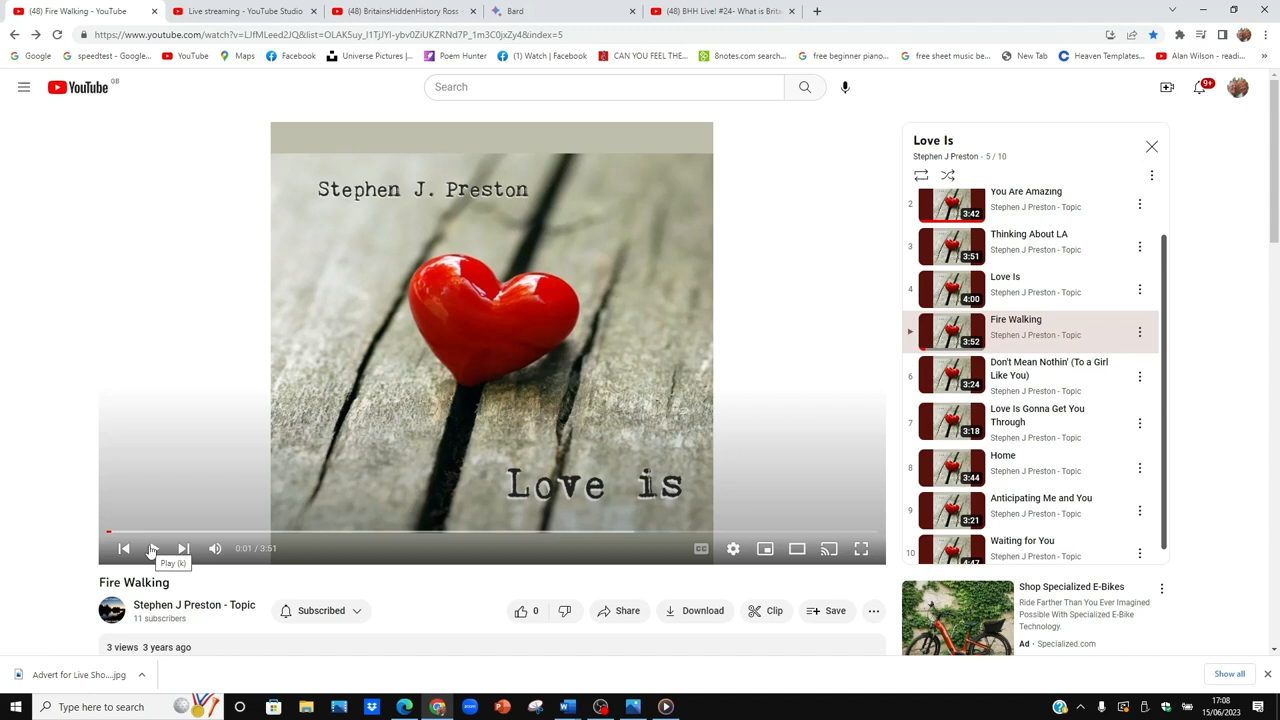 (48) Fire Walking - YouTube
Live streaming - YouTube Studio
(48) BritainsHiddenHistory Ross
Bard
(48) BHH Live! #24- What is Brita
https://www.youtube.com/watch?v=LJfMLeed2JQ&list=OLAK5uy_l1TjJYl-ybv0ZiUKZRNd7P_1m3C0jxZy4&index=5
Google
speedtest - Google...
YouTube
Maps
Facebook
Universe Pictures |...
Poem Hunter
(1) Watch | Facebook
CAN YOU FEEL THE...
8notes.com search...
free beginner piano...
free sheet music be...
New Tab
Heaven Templates...
Alan Wilson - readi...
»
YouTube GB
Search
9+
Stephen J. Preston
Love is
0:01 / 3:51
CC
Play (k)
Fire Walking
Stephen J Preston - Topic
11 subscribers
Subscribed
0
Share
Download
Clip
Save
3 views 3 years ago
Love Is
Stephen J Preston - 5 / 10
2
3:42
You Are Amazing
Stephen J Preston - Topic
3
3:51
Thinking About LA
Stephen J Preston - Topic
4
4:00
Love Is
Stephen J Preston - Topic
3:52
Fire Walking
Stephen J Preston - Topic
6
3:24
Don't Mean Nothin' (To a Girl
Like You)
Stephen J Preston - Topic
7
3:18
Love Is Gonna Get You
Through
Stephen J Preston - Topic
8
3:44
Home
Stephen J Preston - Topic
9
3:21
Anticipating Me and You
Stephen J Preston - Topic
10
4:47
Waiting for You
Stephen J Preston - Topic
Shop Specialized E-Bikes
Ride Farther Than You Ever Imagined
Possible With Specialized E-Bike
Technology.
Ad · Specialized.com
Advert for Live Sho....jpg
Show all
Type here to search
17:08
15/06/2023